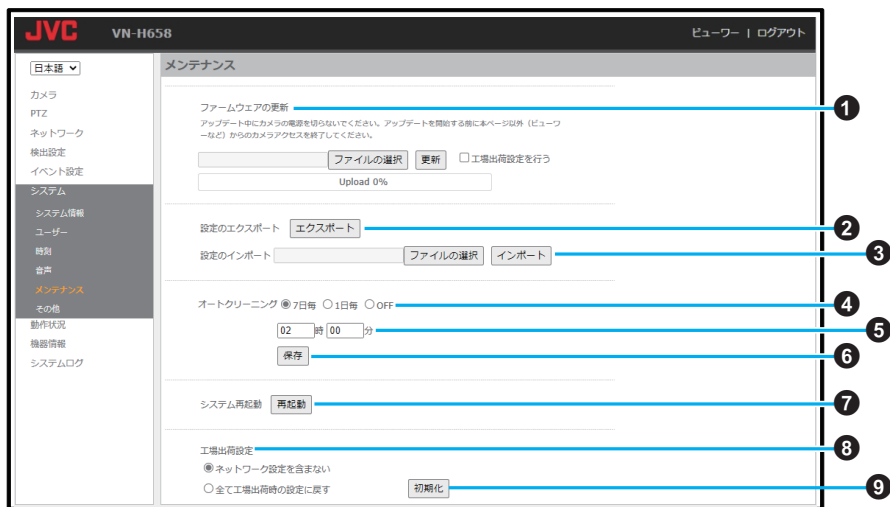 JVC VN-H658 ビューワー | ログアウト
日本語
メンテナンス
カメラ
PTZ
ネットワーク
検出設定
イベント設定
システム
システム情報
ユーザー
時刻
音声
メンテナンス
その他
動作状況
機器情報
システムログ
ファームウェアの更新 1
アップデート中にカメラの電源を切らないでください。アップデートを開始する前に本ページ以外（ビューワ
ーなど）からのカメラアクセスを終了してください。
ファイルの選択 更新 工場出荷設定を行う
Upload 0%
設定のエクスポート エクスポート 2
設定のインポート ファイルの選択 インポート 3
オートクリーニング 7日毎 1日毎 OFF 4
02 時 00 分 5
保存 6
システム再起動 再起動 7
工場出荷設定 8
ネットワーク設定を含まない
全て工場出荷時の設定に戻す 初期化 9